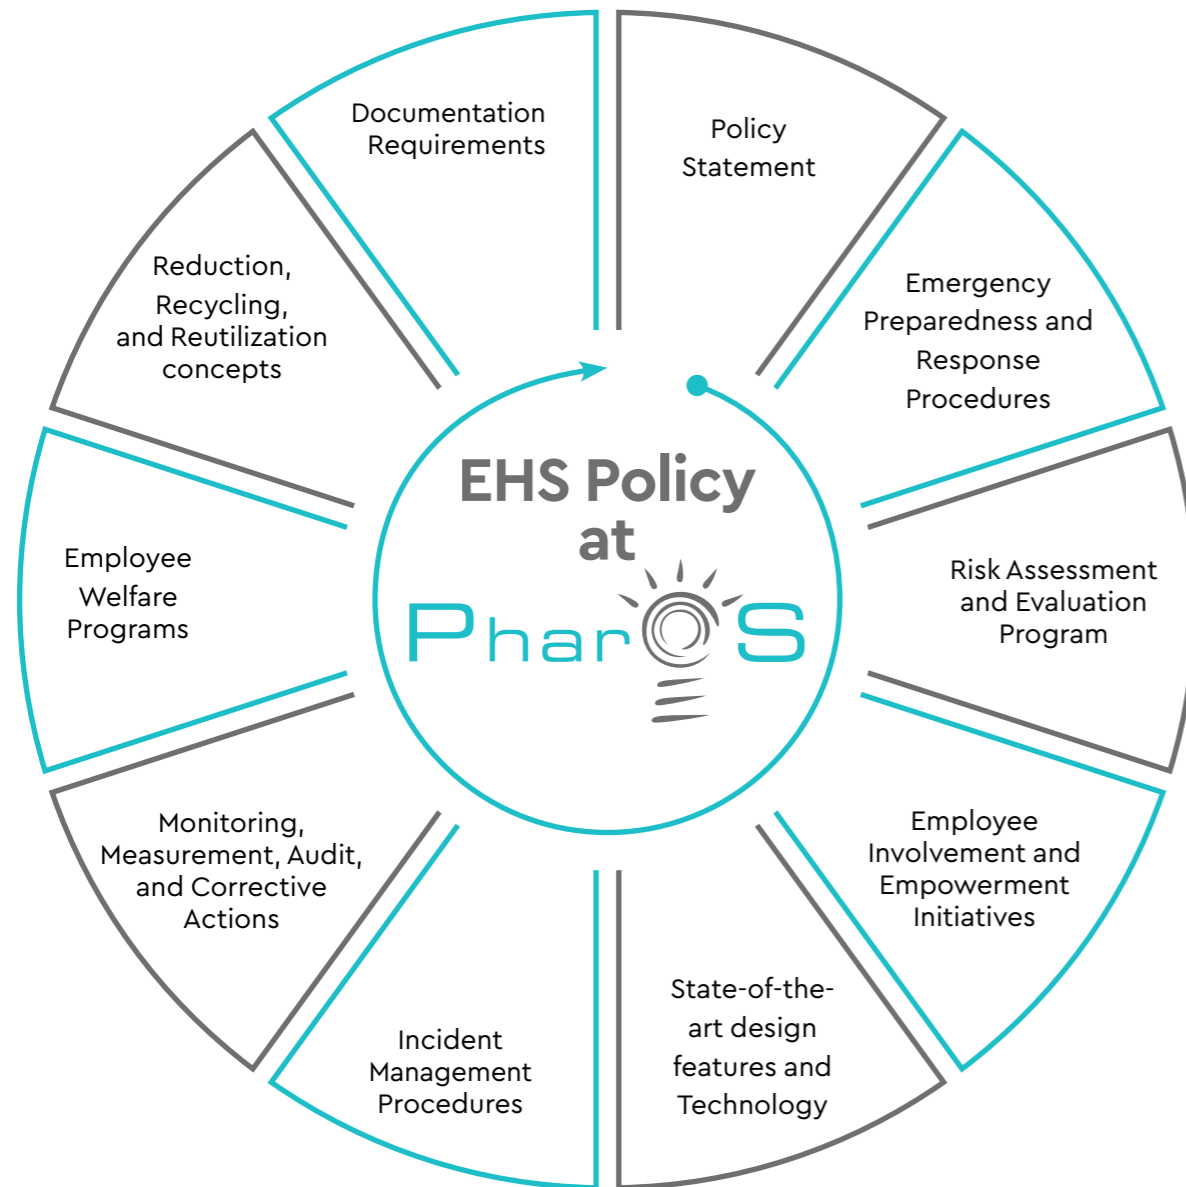 EHS Policy
at
PharOS
Policy
Statement
Emergency
Preparedness and
Response
Procedures
Risk Assessment
and Evaluation
Program
Employee
Involvement and
Empowerment
Initiatives
State-of-the-
art design
features and
Technology
Incident
Management
Procedures
Monitoring,
Measurement, Audit,
and Corrective
Actions
Employee
Welfare
Programs
Reduction,
Recycling,
and Reutilization
concepts
Documentation
Requirements